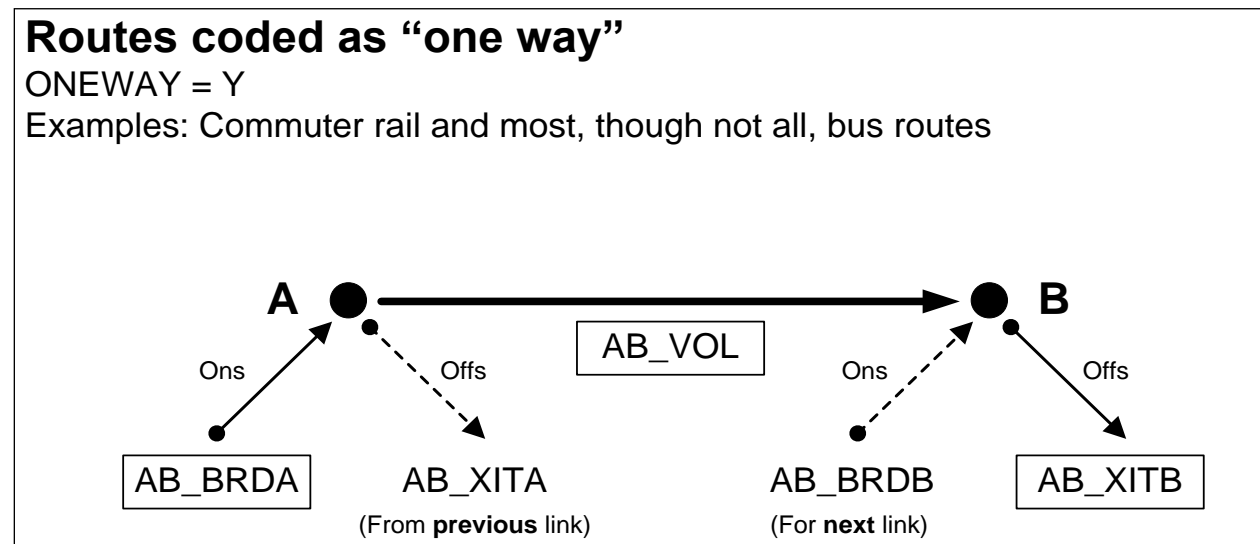 Routes coded as “one way”
ONEWAY = Y
Examples: Commuter rail and most, though not all, bus routes
A
B
AB_VOL
Ons
Offs
Ons
Offs
AB_BRDA
AB_XITA
AB_BRDB
AB_XITB
(From previous link)
(For next link)